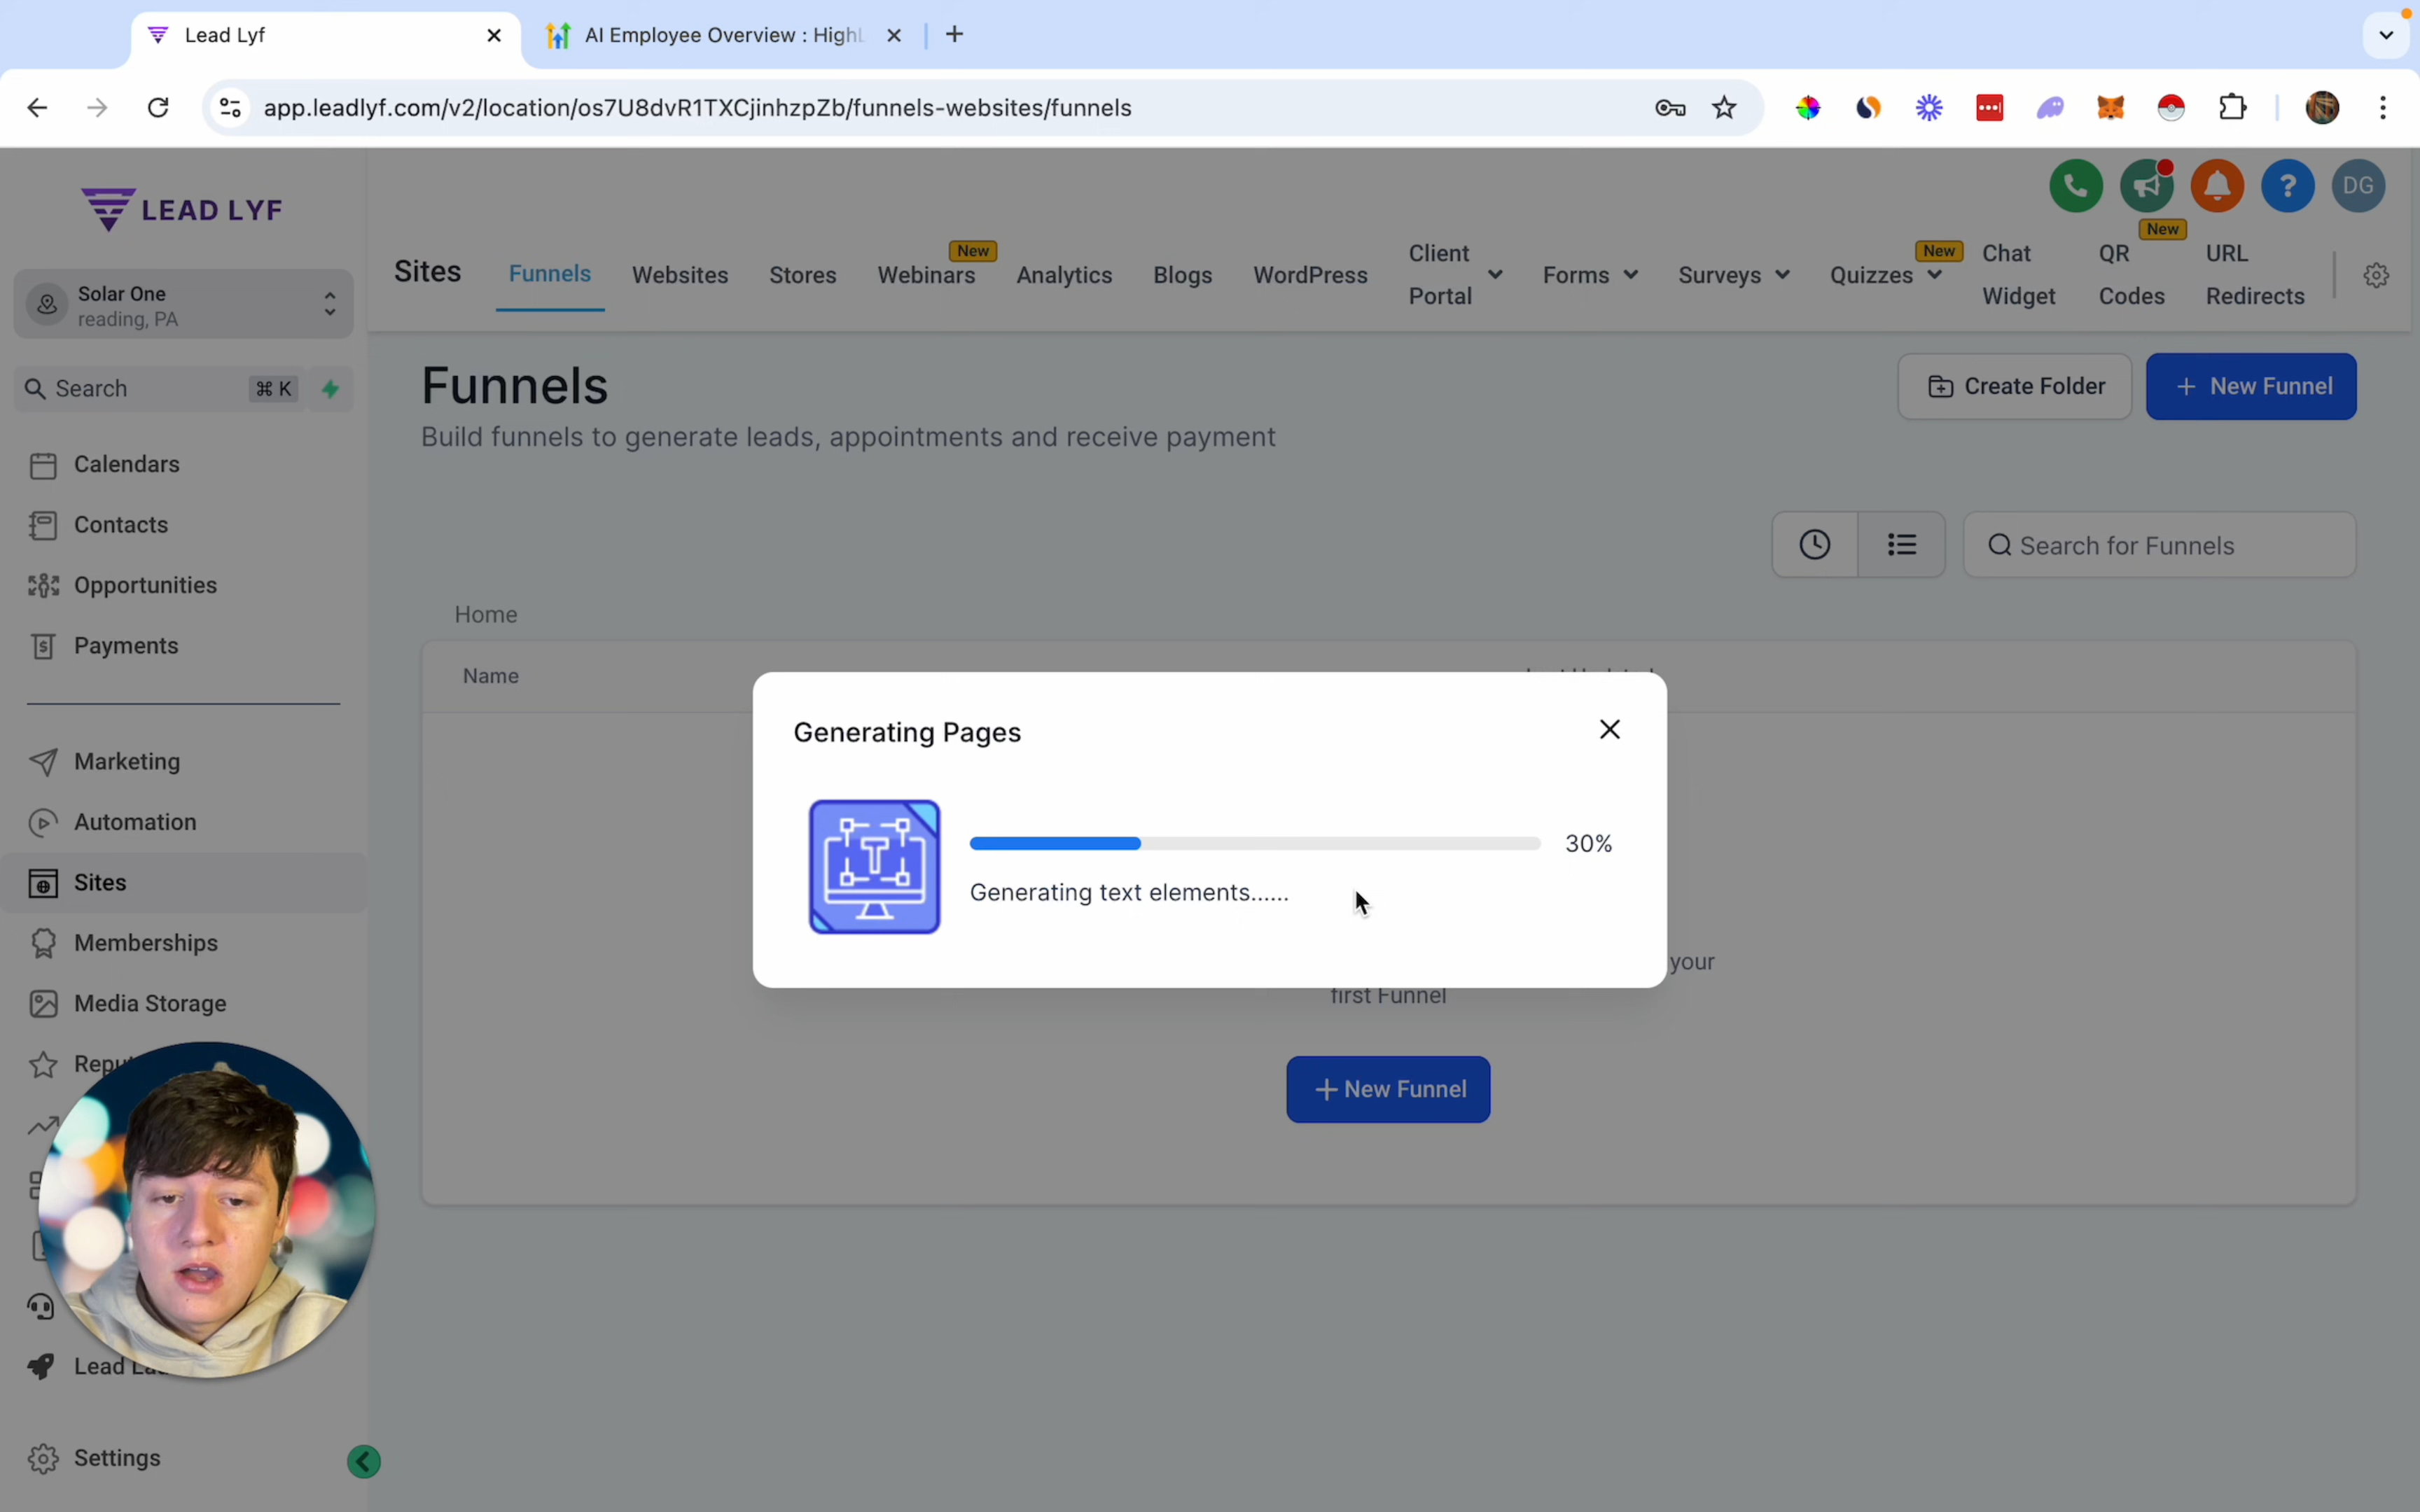 Lead Lyf
AI Employee Overview : HighL
app.leadlyf.com/v2/location/os7U8dvR1TXCjinhzpZb/funnels-websites/funnels
LEAD LYF
DG
Solar One
reading, PA
Search
⌘ K
Calendars
Contacts
Opportunities
Payments
Marketing
Automation
Sites
Memberships
Media Storage
Settings
Sites
Funnels
Websites
Stores
Webinars
New
Analytics
Blogs
WordPress
Client
Portal
Forms
Surveys
Quizzes
New
Chat
Widget
QR
Codes
New
URL
Redirects
Funnels
Build funnels to generate leads, appointments and receive payment
Create Folder
+ New Funnel
Search for Funnels
Home
Name
Generating Pages
30%
Generating text elements......
your
first Funnel
+ New Funnel
Lead